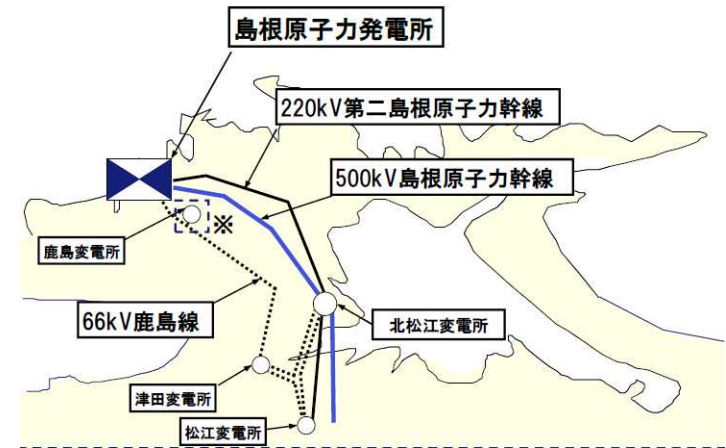 島根原子力発電所
220kV第二島根原子力幹線
500kV島根原子力幹線
※
鹿島変電所
66kV鹿島線
北松江変電所
津田変電所
松江変電所